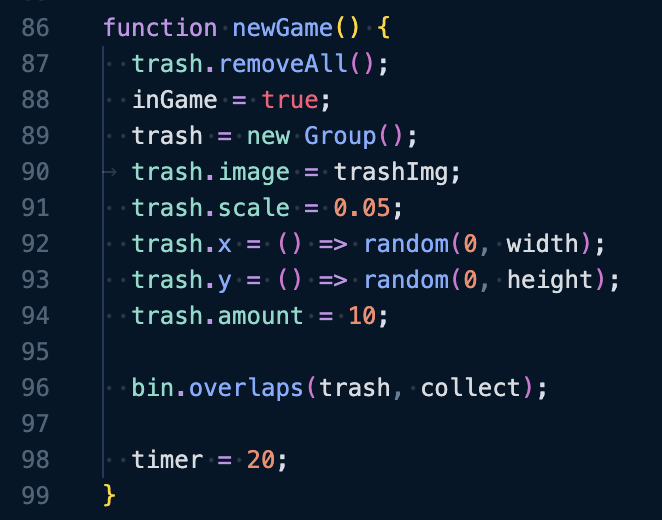 86 function newGame() {
87 trash.removeAll();
88 inGame = true;
89 trash = new Group();
90 trash.image = trashImg;
91 trash.scale = 0.05;
92 trash.x = () => random(0, width);
93 trash.y = () => random(0, height);
94 trash.amount = 10;
95
96 bin.overlaps(trash, collect);
97
98 timer = 20;
99 }